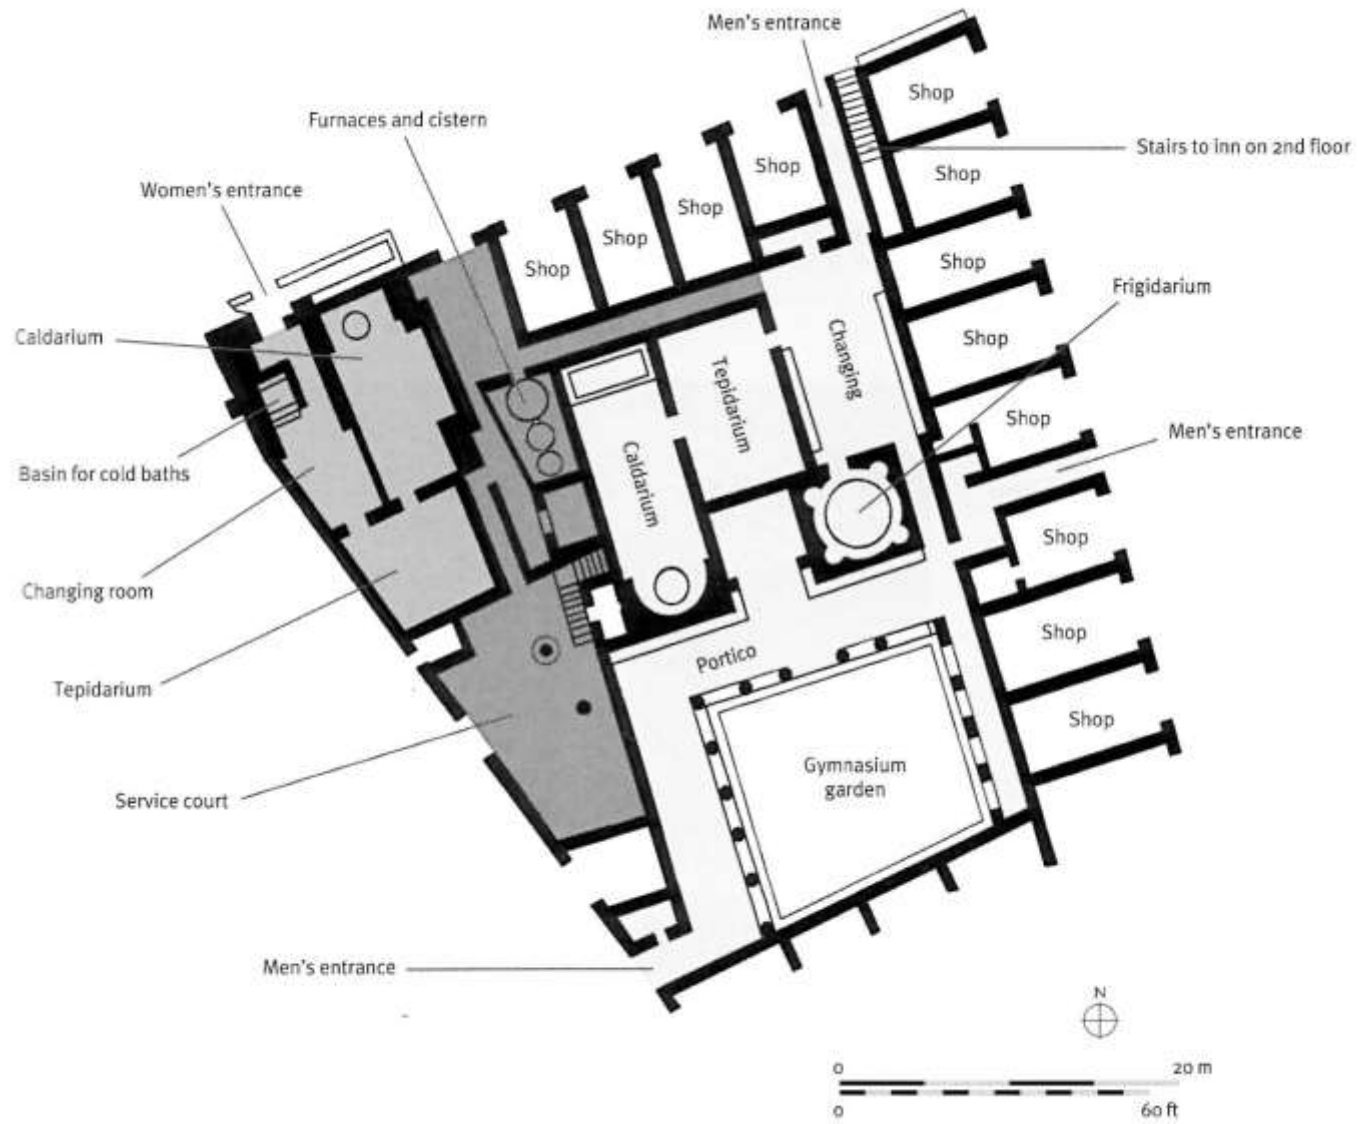 Men's entrance
Shop
Furnaces and cistern
Stairs to inn on 2nd floor
Shop
Shop
Women's entrance
Shop
Shop
Shop
Shop
Frigidarium
Caldarium
Shop
Changing
Tepidarium
Shop
Men's entrance
Basin for cold baths
Caldarium
Shop
Changing room
Shop
Portico
Tepidarium
Shop
Gymnasium
garden
Service court
Men's entrance
N
0 20 m
0 60 ft